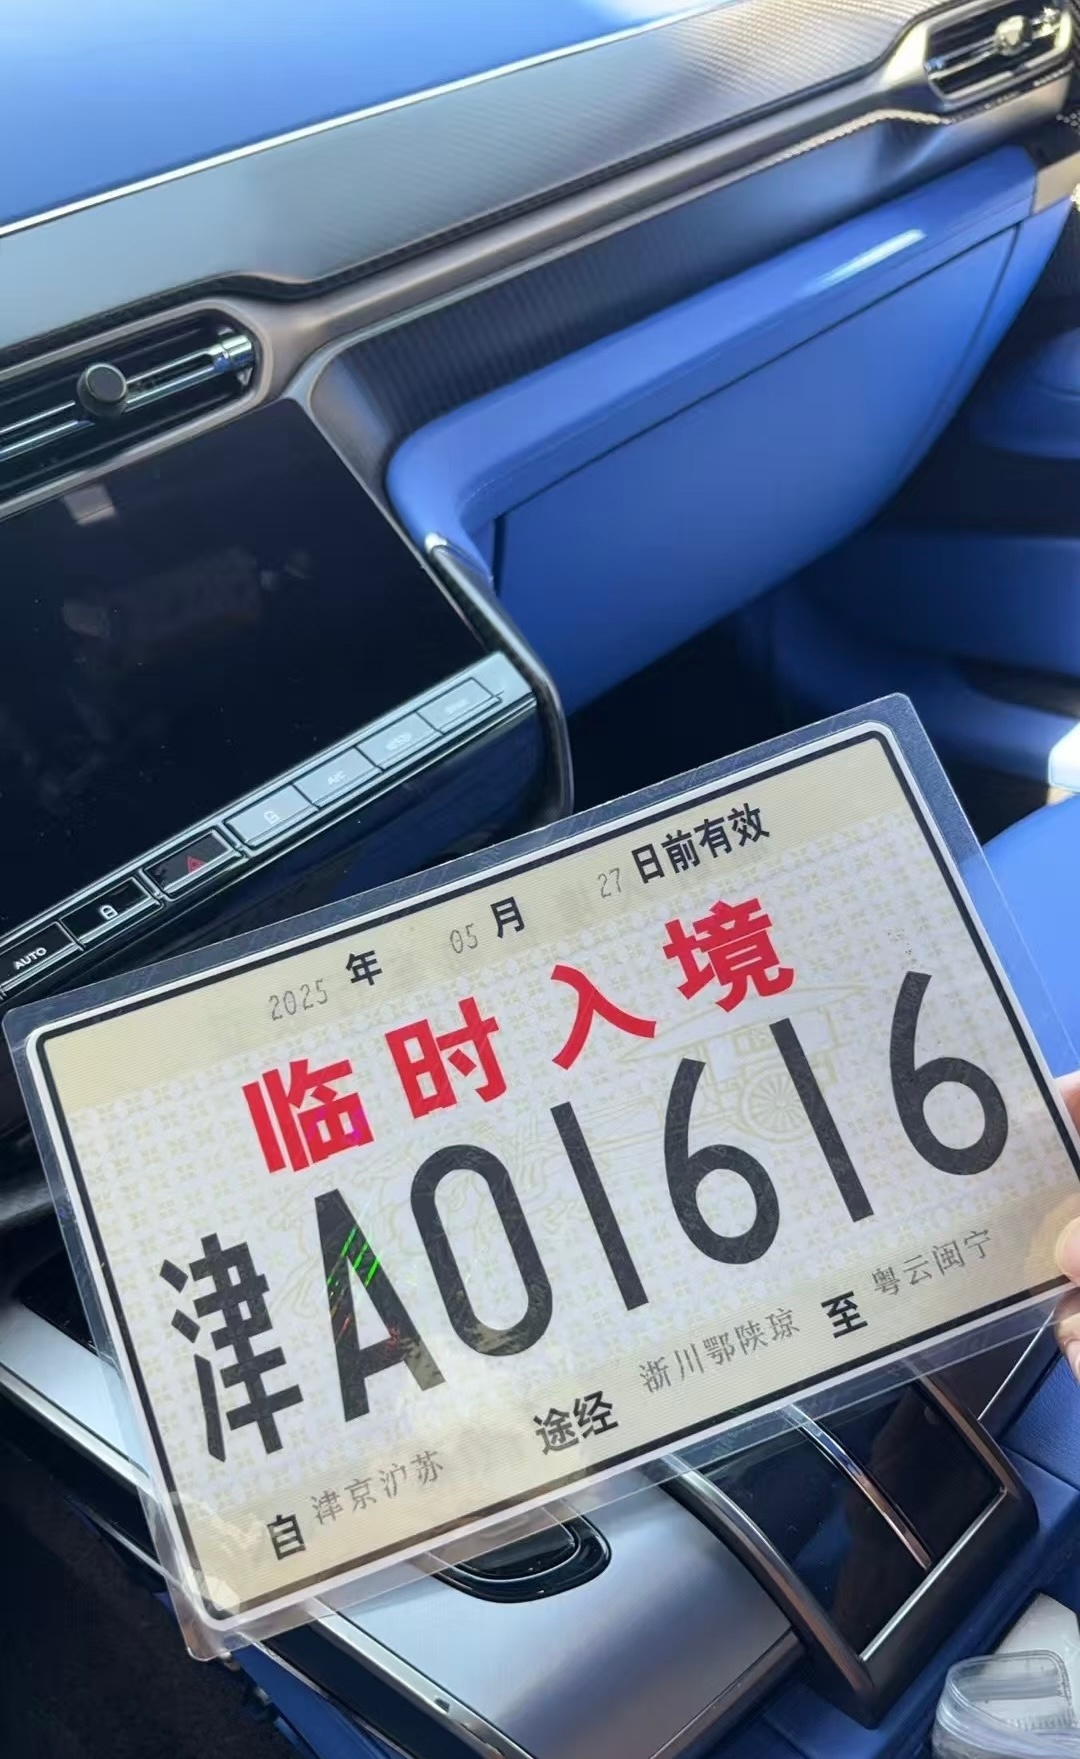 AUTO
A/C
2025 年 05 月 27 日前有效
临时入境
津A01616
自 津京沪苏 途经 浙川鄂陕琼 至 粤云闽宁